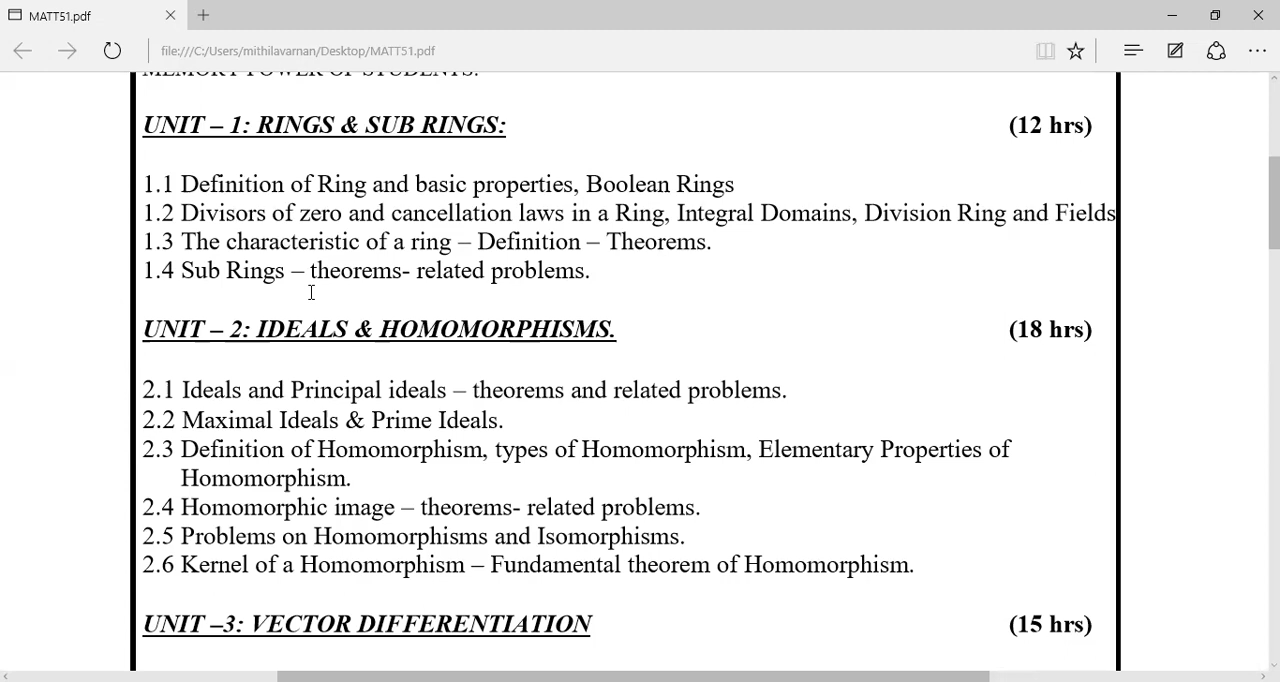 MATT51.pdf
file:///C:/Users/mithilavarnan/Desktop/MATT51.pdf
MEMORY POWER OF STUDENTS.
UNIT – 1: RINGS & SUB RINGS: (12 hrs)
1.1 Definition of Ring and basic properties, Boolean Rings
1.2 Divisors of zero and cancellation laws in a Ring, Integral Domains, Division Ring and Fields
1.3 The characteristic of a ring – Definition – Theorems.
1.4 Sub Rings – theorems- related problems.
UNIT – 2: IDEALS & HOMOMORPHISMS. (18 hrs)
2.1 Ideals and Principal ideals – theorems and related problems.
2.2 Maximal Ideals & Prime Ideals.
2.3 Definition of Homomorphism, types of Homomorphism, Elementary Properties of
Homomorphism.
2.4 Homomorphic image – theorems- related problems.
2.5 Problems on Homomorphisms and Isomorphisms.
2.6 Kernel of a Homomorphism – Fundamental theorem of Homomorphism.
UNIT –3: VECTOR DIFFERENTIATION (15 hrs)